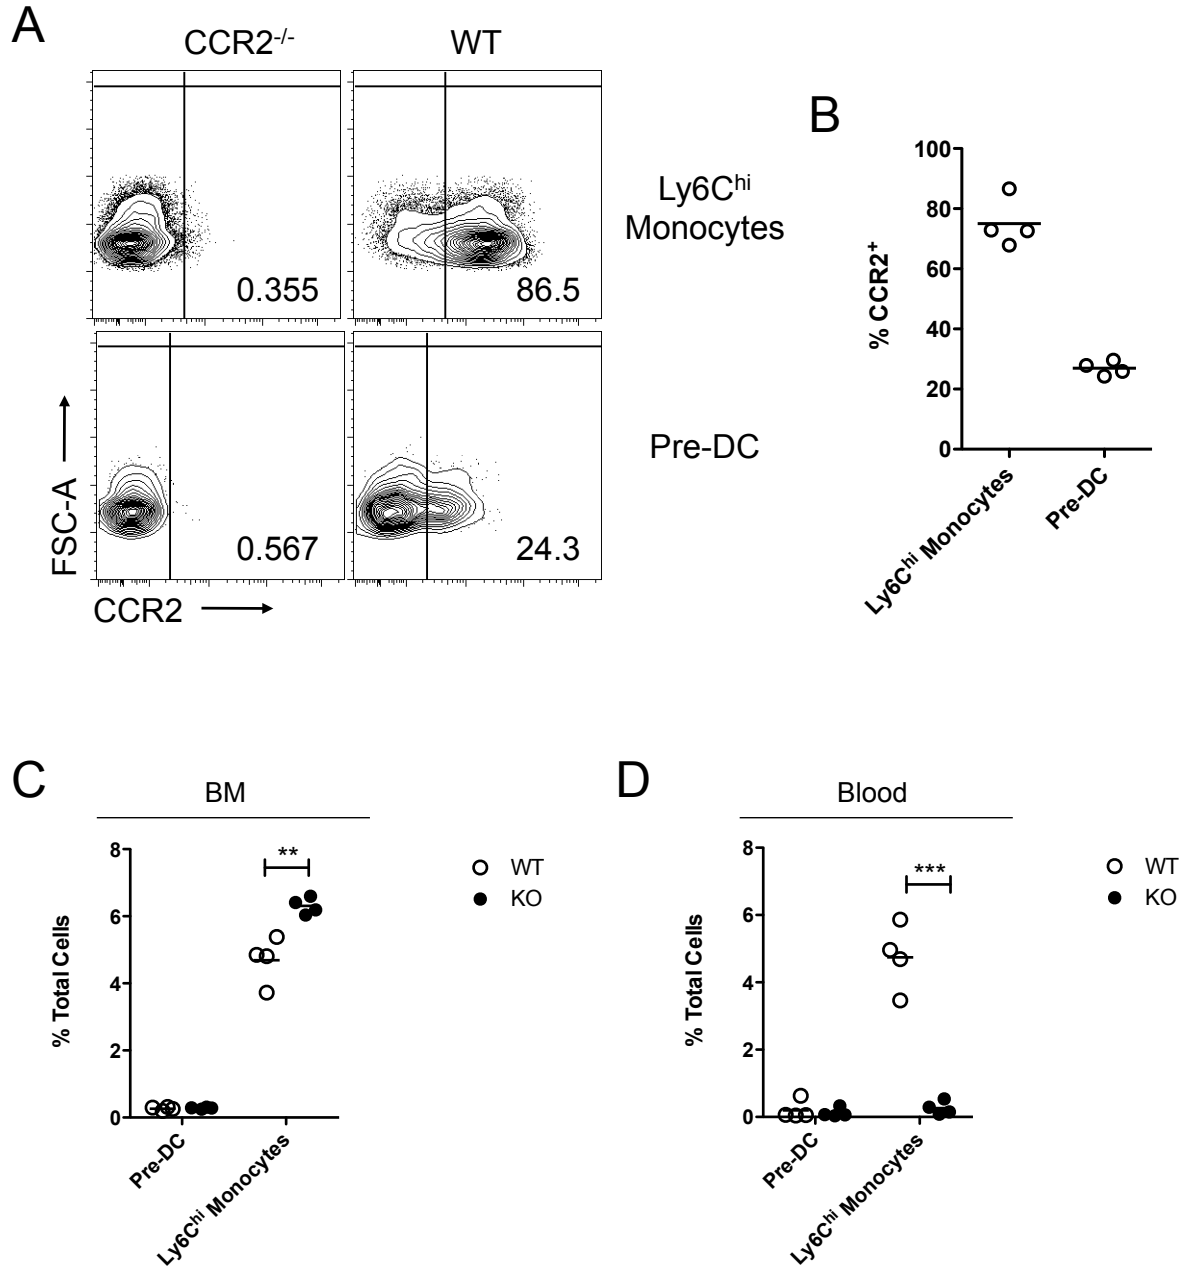 A
CCR2-/-
WT
0.355
86.5
Ly6Chi
Monocytes
0.567
24.3
Pre-DC
FSC-A
CCR2
B
100
80
60
40
20
0
% CCR2+
Ly6Chi Monocytes
Pre-DC
C
BM
8
6
4
2
0
% Total Cells
**
WT
KO
Pre-DC
Ly6Chi Monocytes
D
Blood
8
6
4
2
0
% Total Cells
***
WT
KO
Pre-DC
Ly6Chi Monocytes